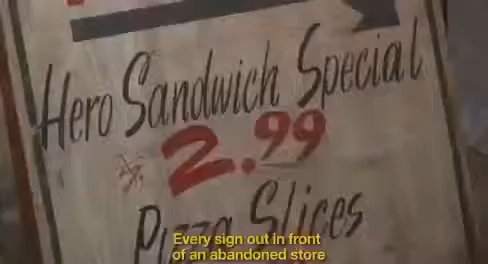 Hero Sandwich Special
$ 2.99
Pizza Slices
Every sign out in front
of an abandoned store